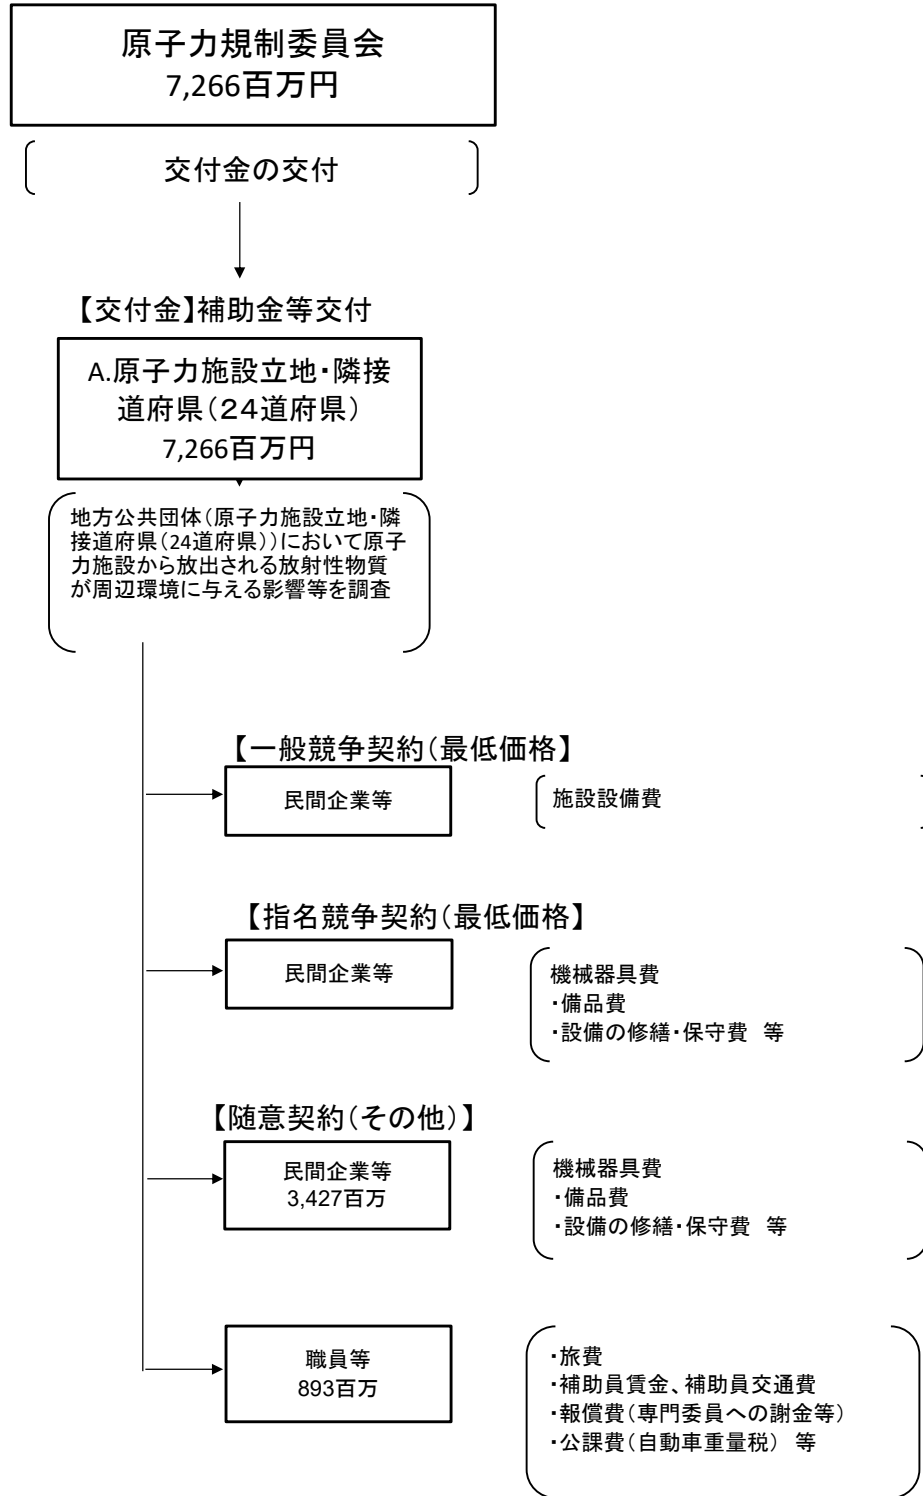 原子力規制委員会
7,266百万円
交付金の交付
【交付金】補助金等交付
A.原子力施設立地・隣接
道府県（２４道府県）
7,266百万円
地方公共団体（原子力施設立地・隣
接道府県（24道府県））において原子
力施設から放出される放射性物質
が周辺環境に与える影響等を調査
【一般競争契約（最低価格】
民間企業等
施設設備費
【指名競争契約（最低価格】
民間企業等
機械器具費
・備品費
・設備の修繕・保守費　等
【随意契約（その他）】
民間企業等
3,427百万
機械器具費
・備品費
・設備の修繕・保守費　等
職員等
893百万
・旅費
・補助員賃金、補助員交通費
・報償費（専門委員への謝金等）
・公課費（自動車重量税）　等